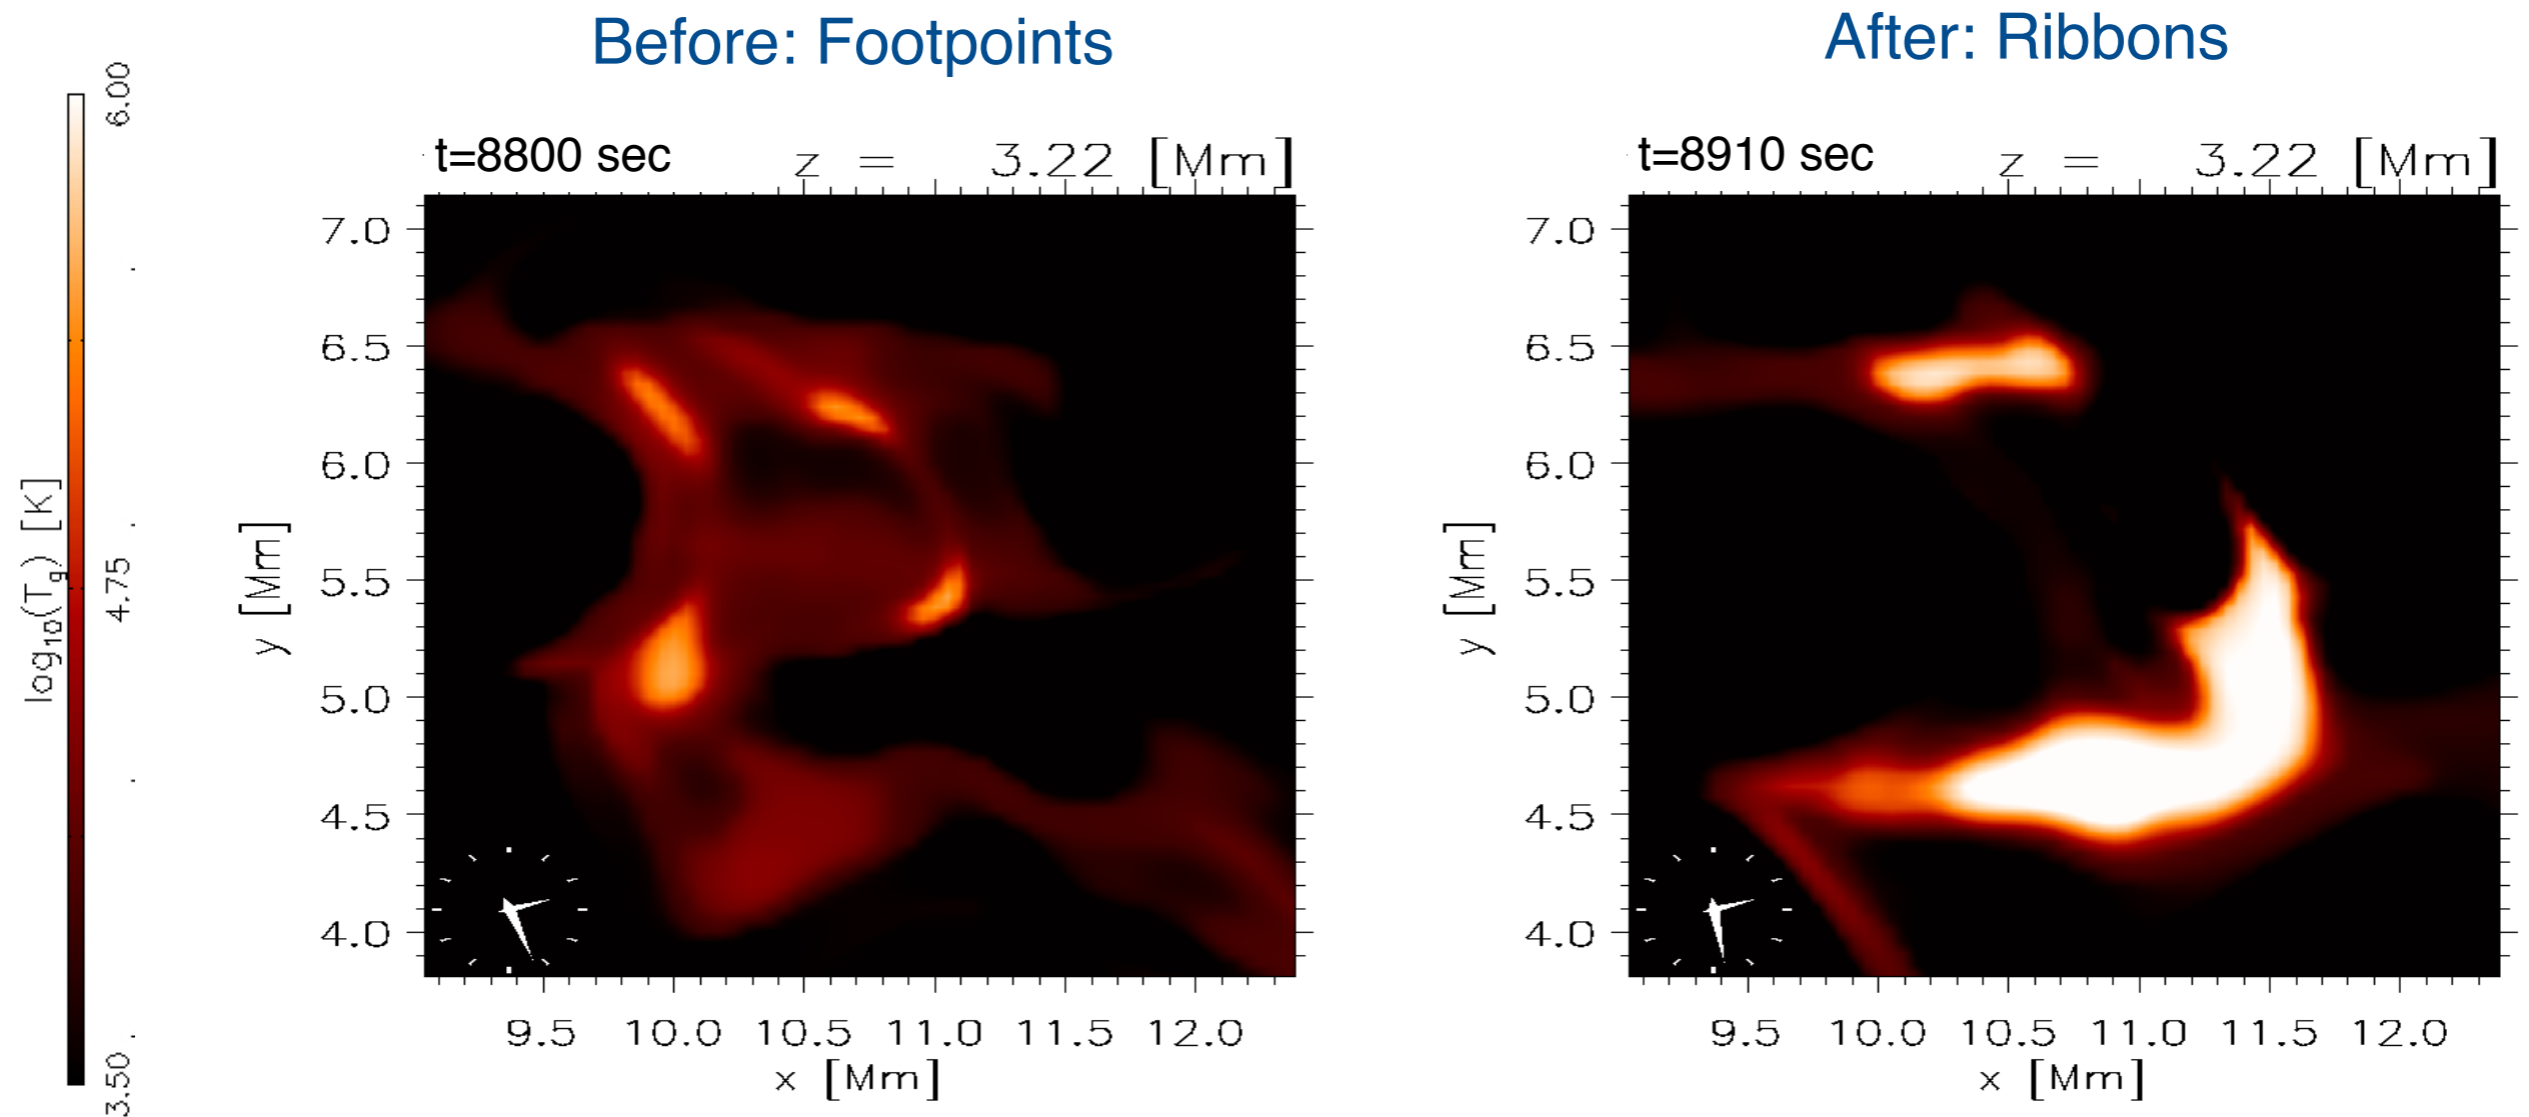 Before: Footpoints
After: Ribbons
t=8800 sec z = 3.22 [Mm]
t=8910 sec z = 3.22 [Mm]
log10(Tg) [K]
6.00
4.75
3.50
y [Mm]
7.0
6.5
6.0
5.5
5.0
4.5
4.0
9.5 10.0 10.5 11.0 11.5 12.0
x [Mm]
y [Mm]
7.0
6.5
6.0
5.5
5.0
4.5
4.0
9.5 10.0 10.5 11.0 11.5 12.0
x [Mm]